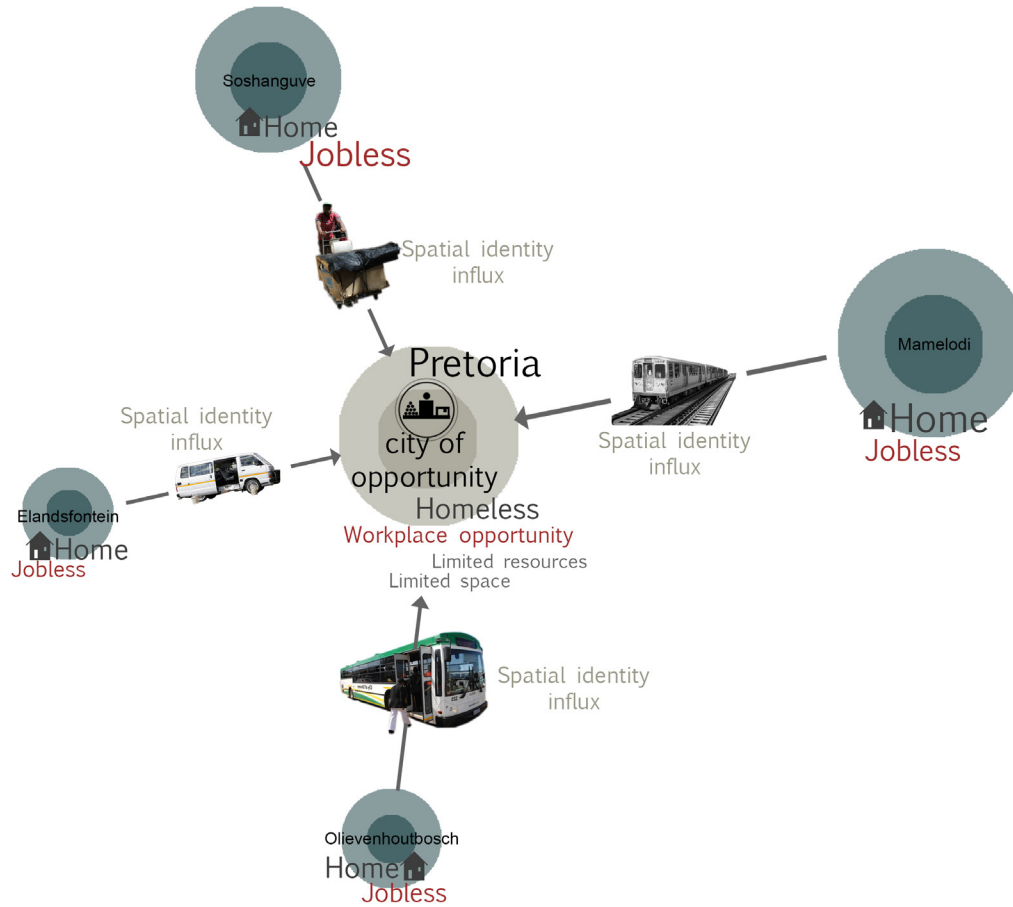 Soshanguve
Home
Jobless
Spatial identity
influx
Mamelodi
Home
Jobless
Pretoria
city of
opportunity
Homeless
Workplace opportunity
Limited resources
Limited space
Spatial identity
influx
Spatial identity
influx
Elandsfontein
Home
Jobless
Spatial identity
influx
Olievenhoutbosch
Home
Jobless